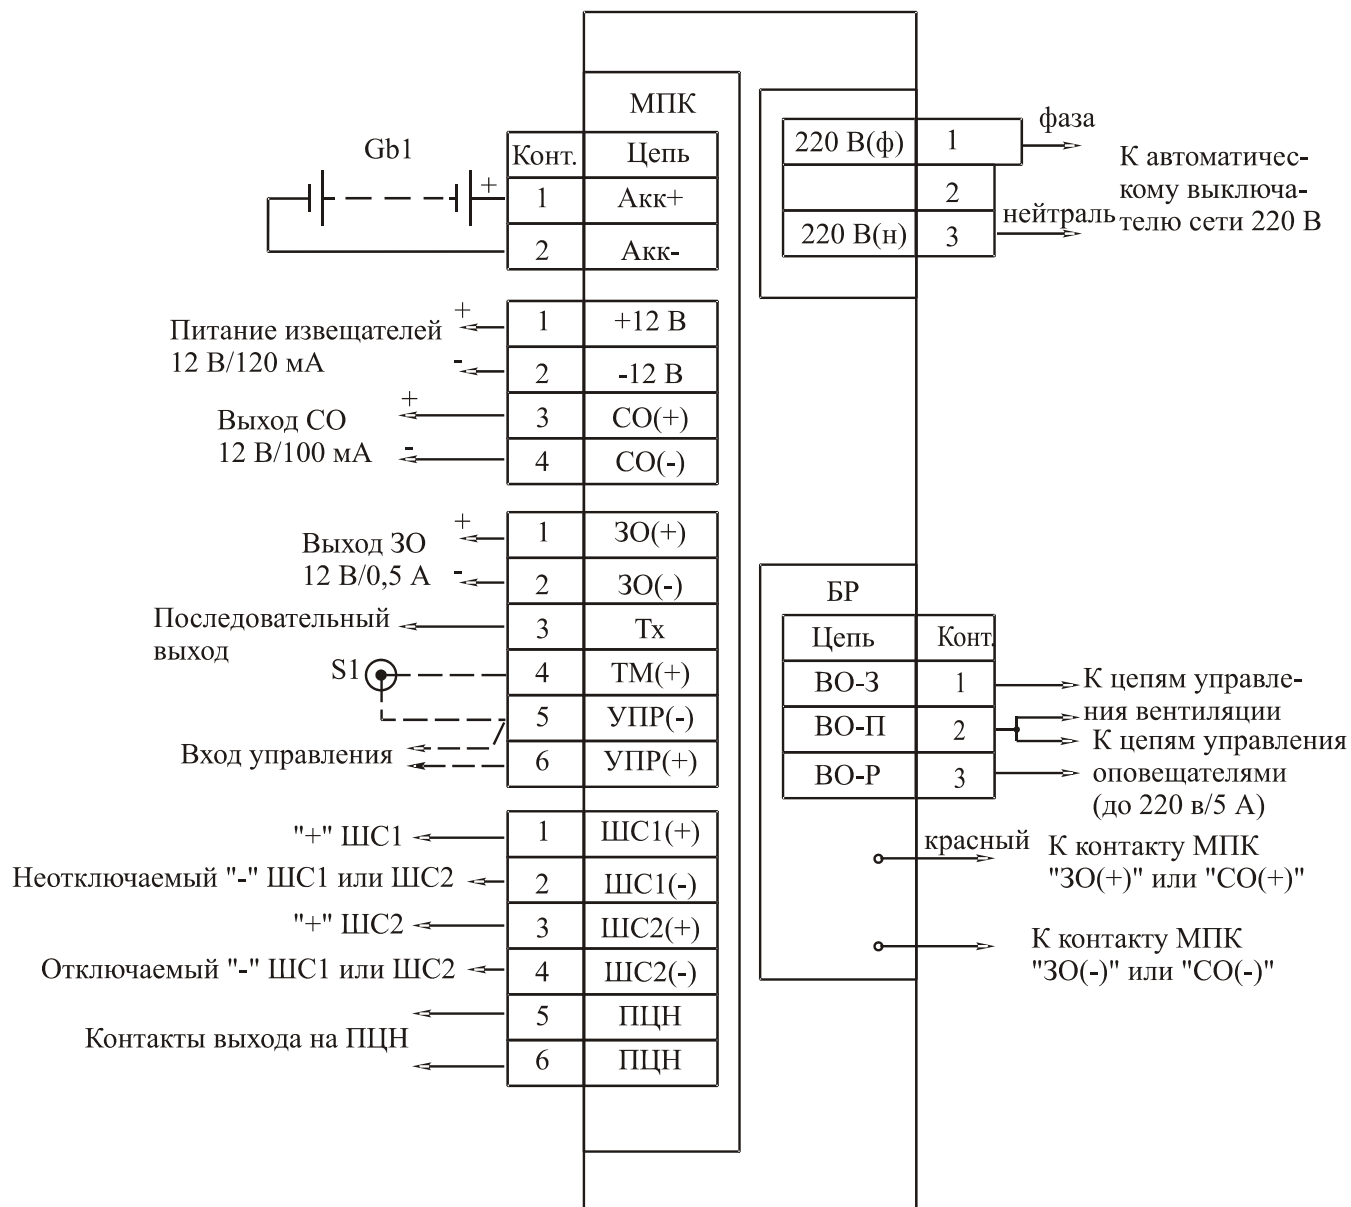 МПК
Gb1
Конт. Цепь
+ 1 Акк+
2 Акк-
Питание извещателей
12 В/120 мА
+ 1 +12 В
- 2 -12 В
Выход СО
12 В/100 мА
+ 3 СО(+)
- 4 СО(-)
Выход ЗО
12 В/0,5 А
+ 1 ЗО(+)
- 2 ЗО(-)
Последовательный
выход
3 Тх
S1 4 ТМ(+)
5 УПР(-)
Вход управления
6 УПР(+)
"+" ШС1 1 ШС1(+)
Неотключаемый "-" ШС1 или ШС2 2 ШС1(-)
"+" ШС2 3 ШС2(+)
Отключаемый "-" ШС1 или ШС2 4 ШС2(-)
Контакты выхода на ПЦН
5 ПЦН
6 ПЦН
220 В(ф) 1 фаза
2
220 В(н) 3 нейтраль
К автоматичес-
кому выключа-
телю сети 220 В
БР
Цепь Конт.
ВО-З 1
ВО-П 2
ВО-Р 3
К цепям управле-
ния вентиляции
К цепям управления
оповещателями
(до 220 в/5 А)
красный
К контакту МПК
"ЗО(+)" или "СО(+)"
К контакту МПК
"ЗО(-)" или "СО(-)"